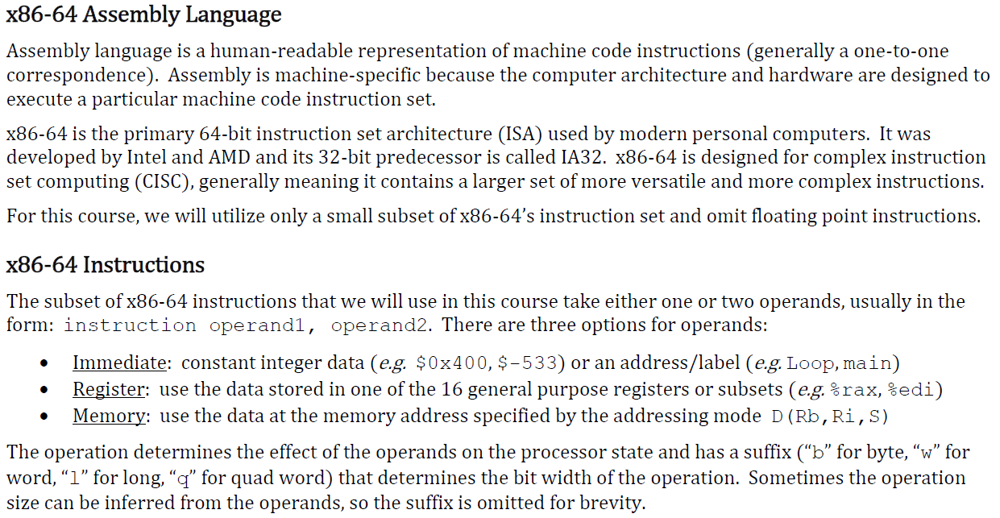 x86-64 Assembly Language
Assembly language is a human-readable representation of machine code instructions (generally a one-to-one
correspondence). Assembly is machine-specific because the computer architecture and hardware are designed to
execute a particular machine code instruction set.
x86-64 is the primary 64-bit instruction set architecture (ISA) used by modern personal computers. It was
developed by Intel and AMD and its 32-bit predecessor is called IA32. x86-64 is designed for complex instruction
set computing (CISC), generally meaning it contains a larger set of more versatile and more complex instructions.
For this course, we will utilize only a small subset of x86-64’s instruction set and omit floating point instructions.
x86-64 Instructions
The subset of x86-64 instructions that we will use in this course take either one or two operands, usually in the
form: instruction operand1, operand2. There are three options for operands:
• Immediate: constant integer data (e.g. $0x400, $-533) or an address/label (e.g. Loop, main)
• Register: use the data stored in one of the 16 general purpose registers or subsets (e.g. %rax, %edi)
• Memory: use the data at the memory address specified by the addressing mode D(Rb,Ri,S)
The operation determines the effect of the operands on the processor state and has a suffix (“b” for byte, “w” for
word, “l” for long, “q” for quad word) that determines the bit width of the operation. Sometimes the operation
size can be inferred from the operands, so the suffix is omitted for brevity.